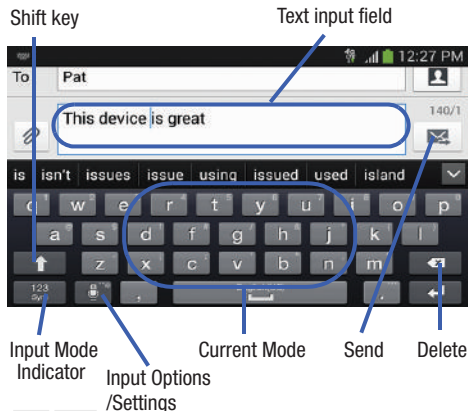 Shift key
Text input field
12:27 PM
To Pat
This device is great
140/1
is isn't issues issue using issued used island
q w e r t y u i o p
a s d f g h j k l
z x c v b n m
123
Sym
, .
Input Mode
Indicator
Input Options
/Settings
Current Mode
Send
Delete